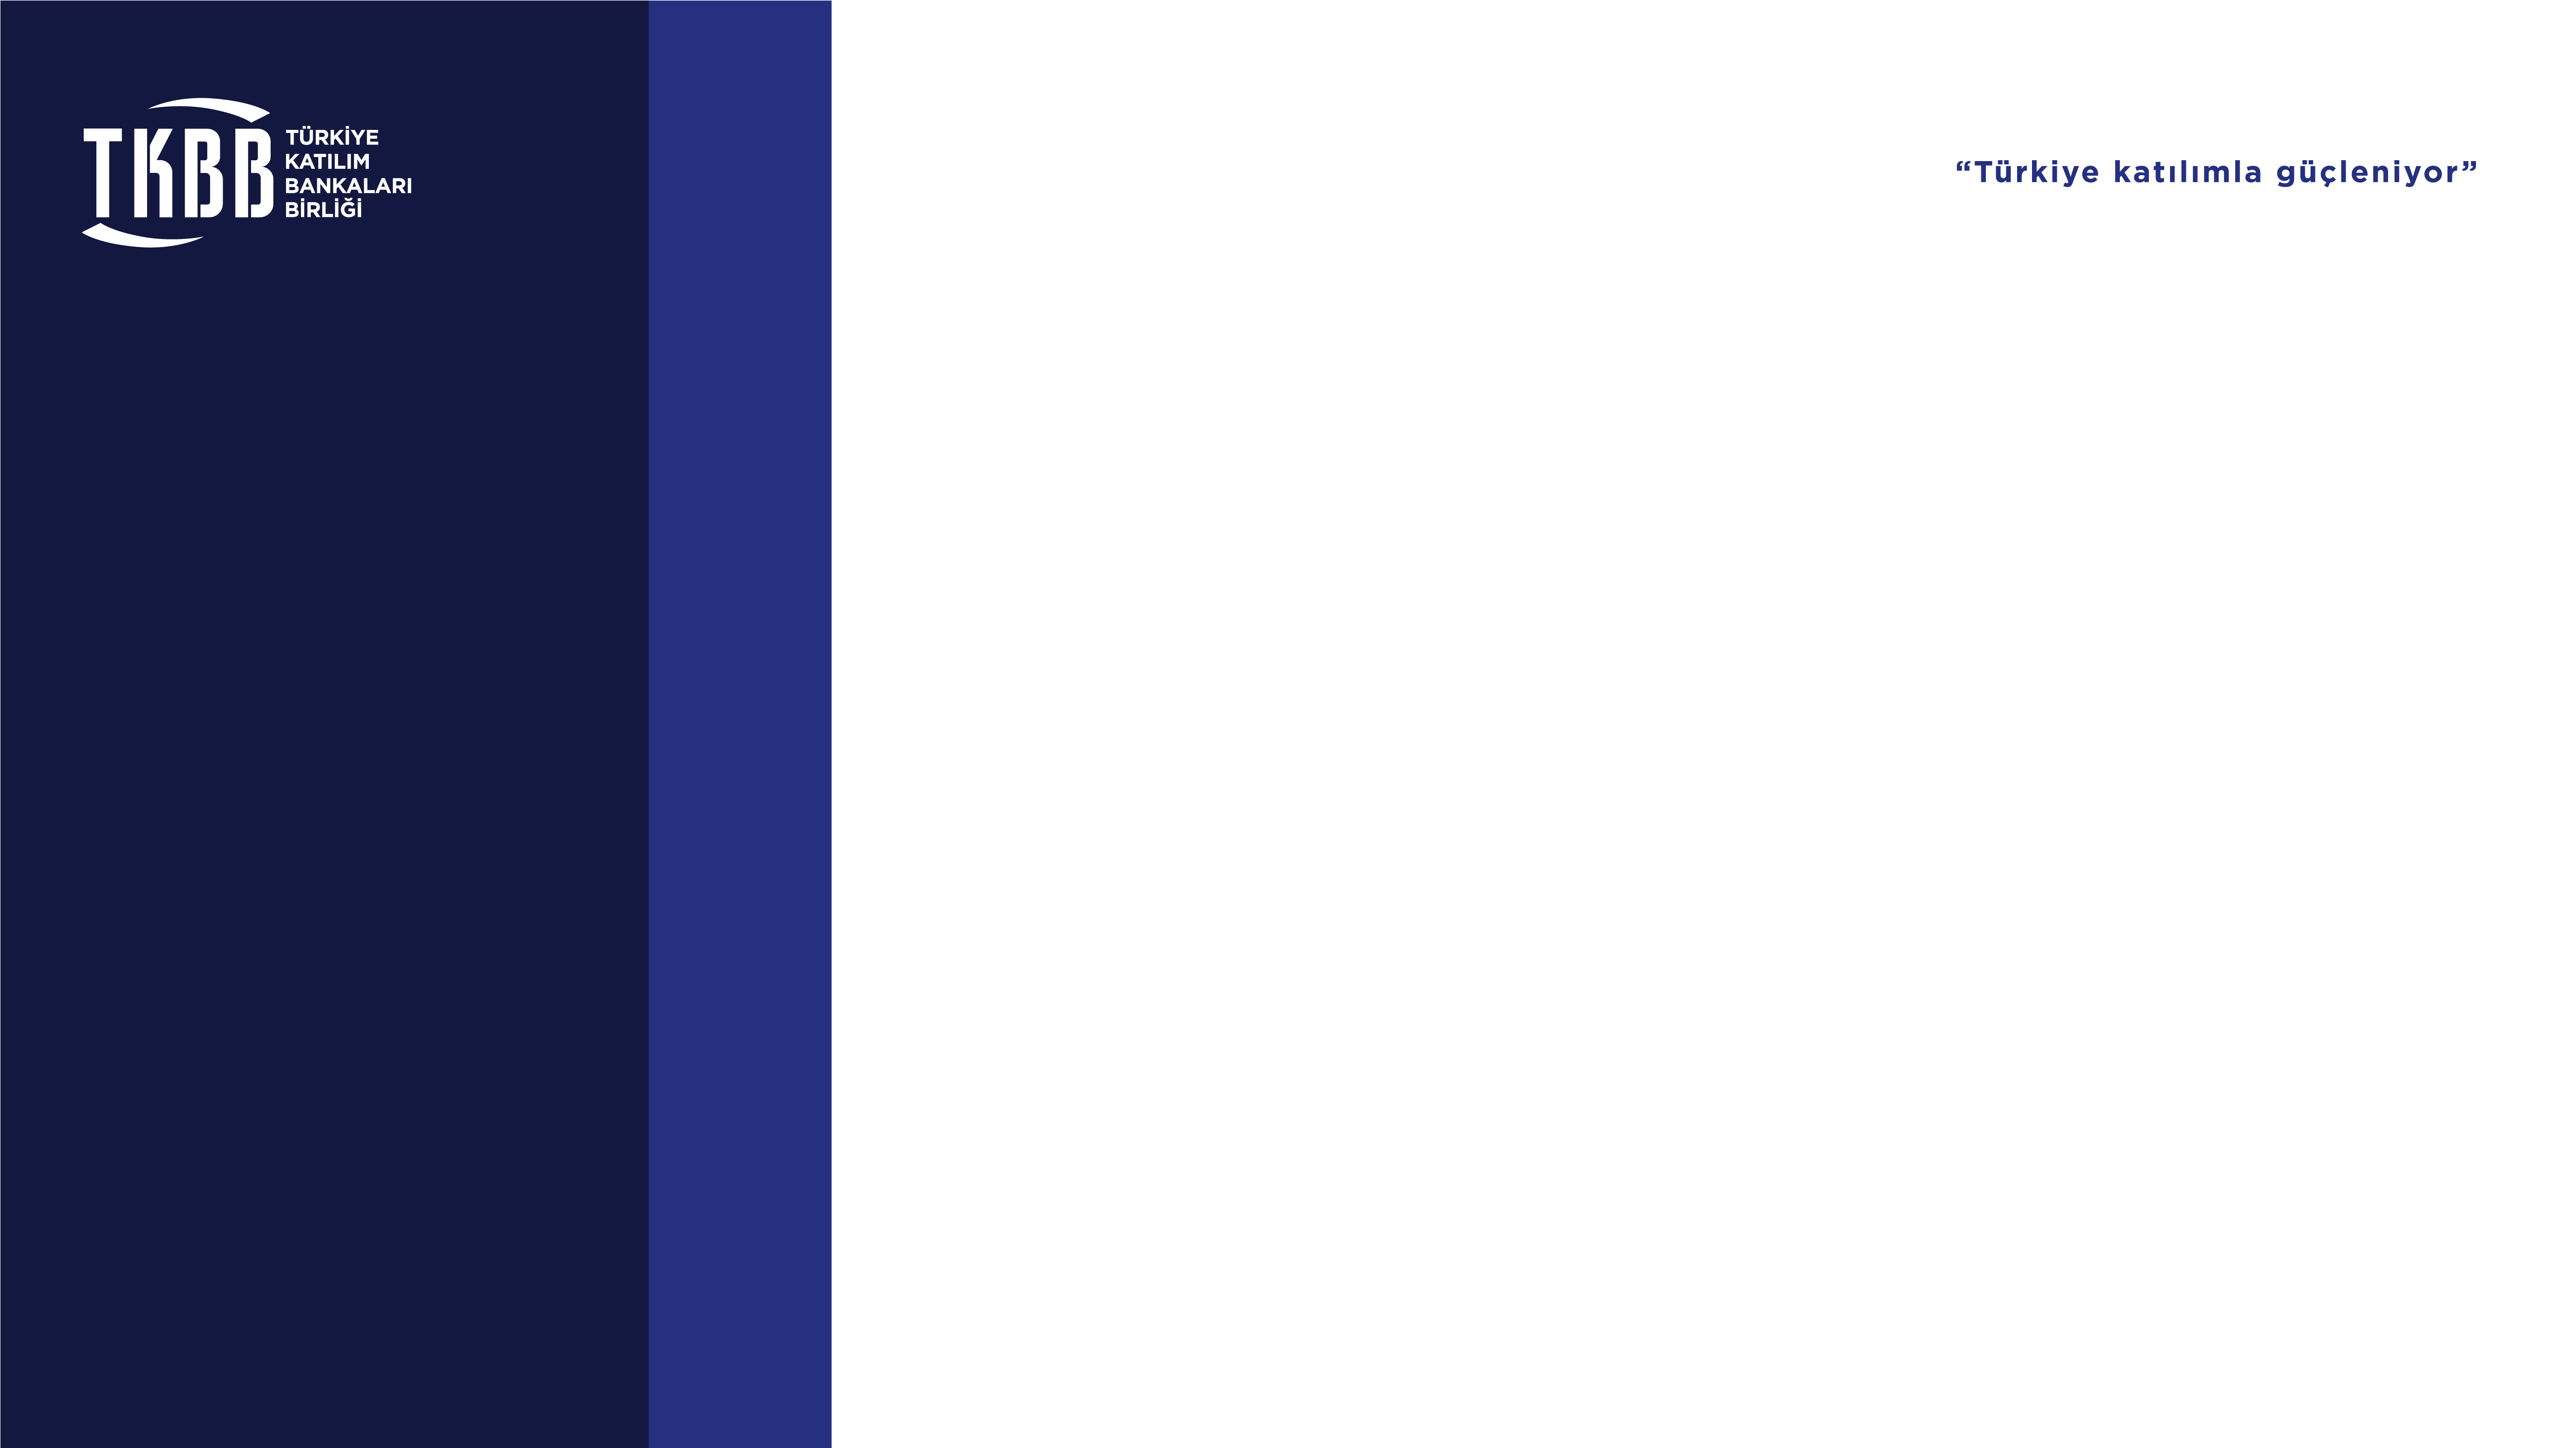 TKBB
TÜRKİYE
KATILIM
BANKALARI
BİRLİĞİ
“Türkiye katılımla güçleniyor”